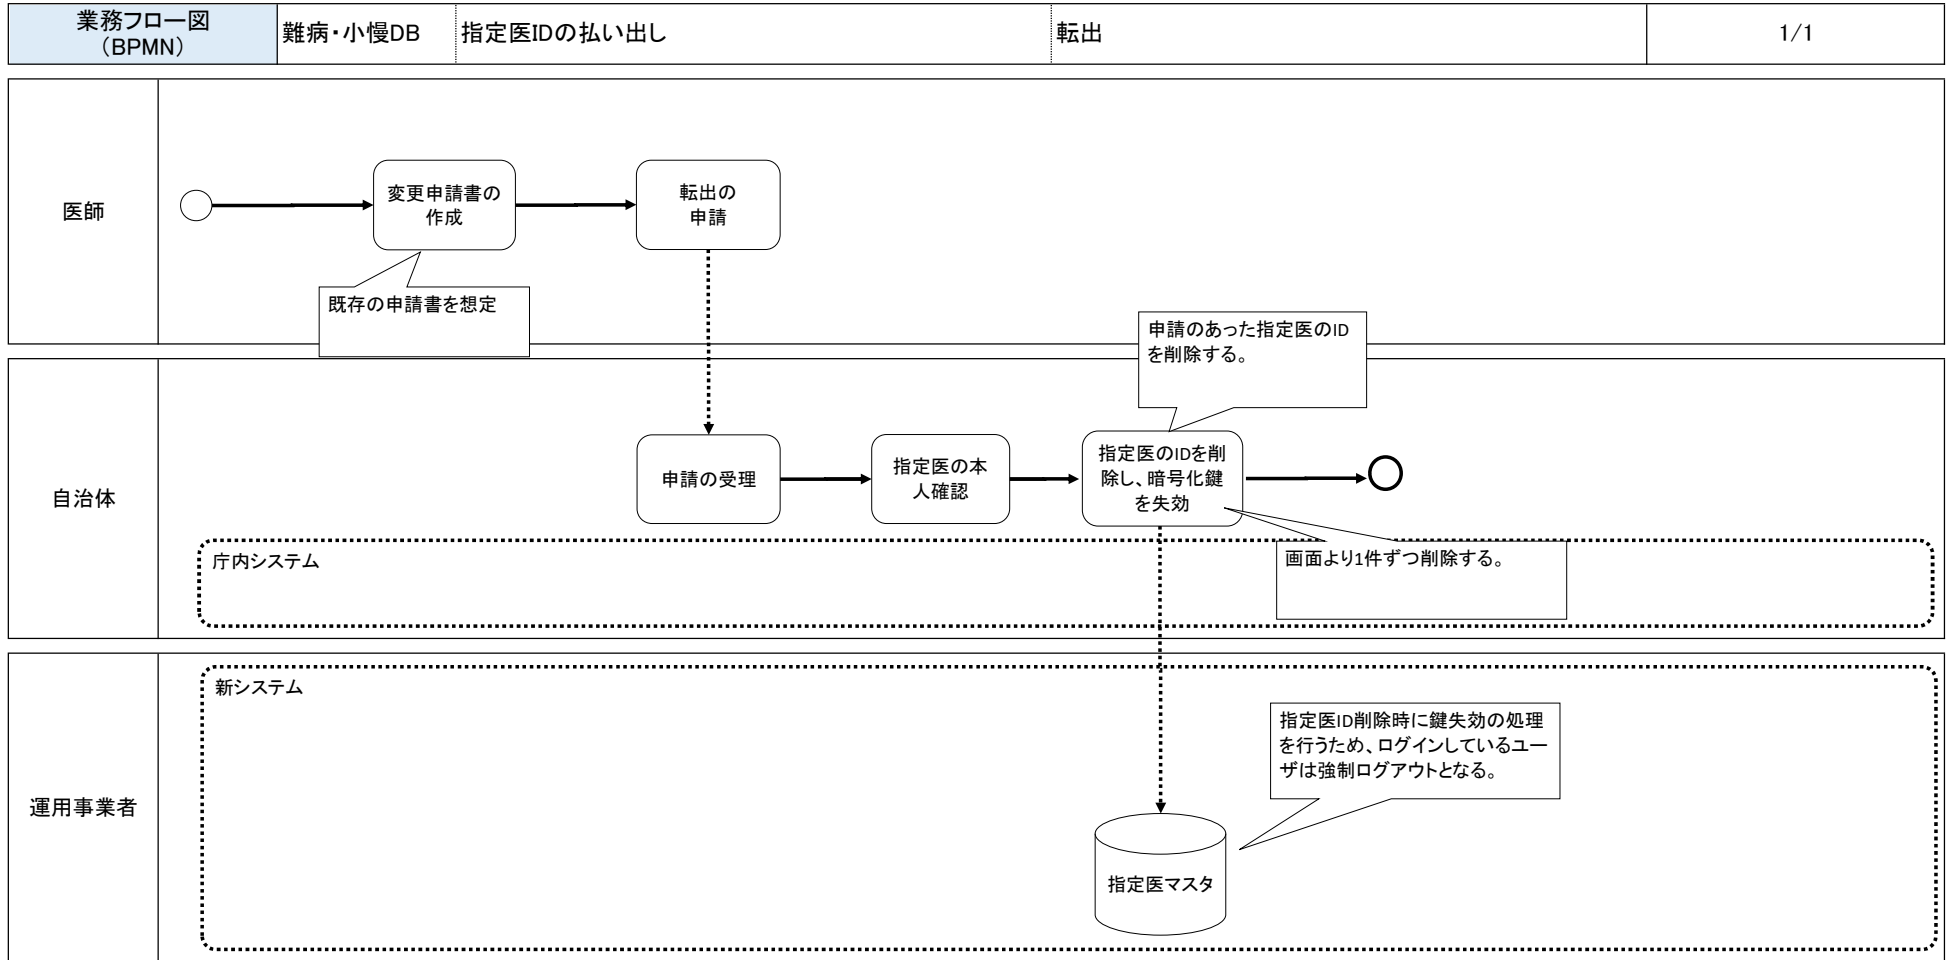 業務フロー図
（BPMN）
難病・小慢DB
指定医IDの払い出し
転出
1/1
医師
変更申請書の
作成
転出の
申請
既存の申請書を想定
申請のあった指定医のID
を削除する。
自治体
申請の受理
指定医の本
人確認
指定医のIDを削
除し、暗号化鍵
を失効
庁内システム
画面より1件ずつ削除する。
運用事業者
新システム
指定医ID削除時に鍵失効の処理
を行うため、ログインしているユー
ザは強制ログアウトとなる。
指定医マスタ